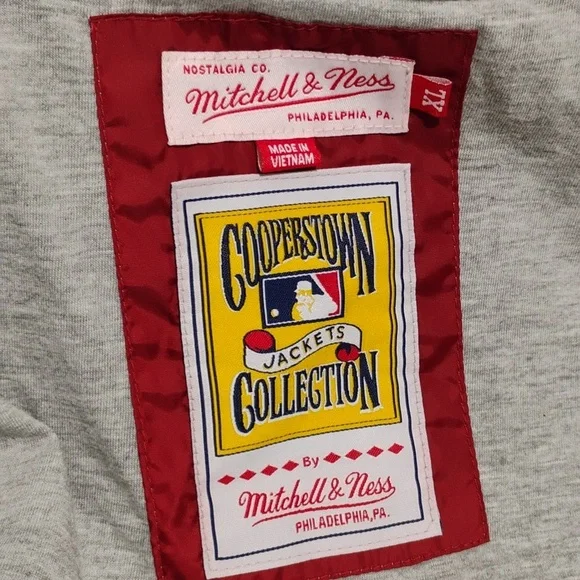 NOSTALGIA CO.
Mitchell & Ness
PHILADELPHIA, PA.
XL
MADE IN
VIETNAM
COOPERSTOWN
JACKETS
COLLECTION
By
Mitchell & Ness
PHILADELPHIA, PA.